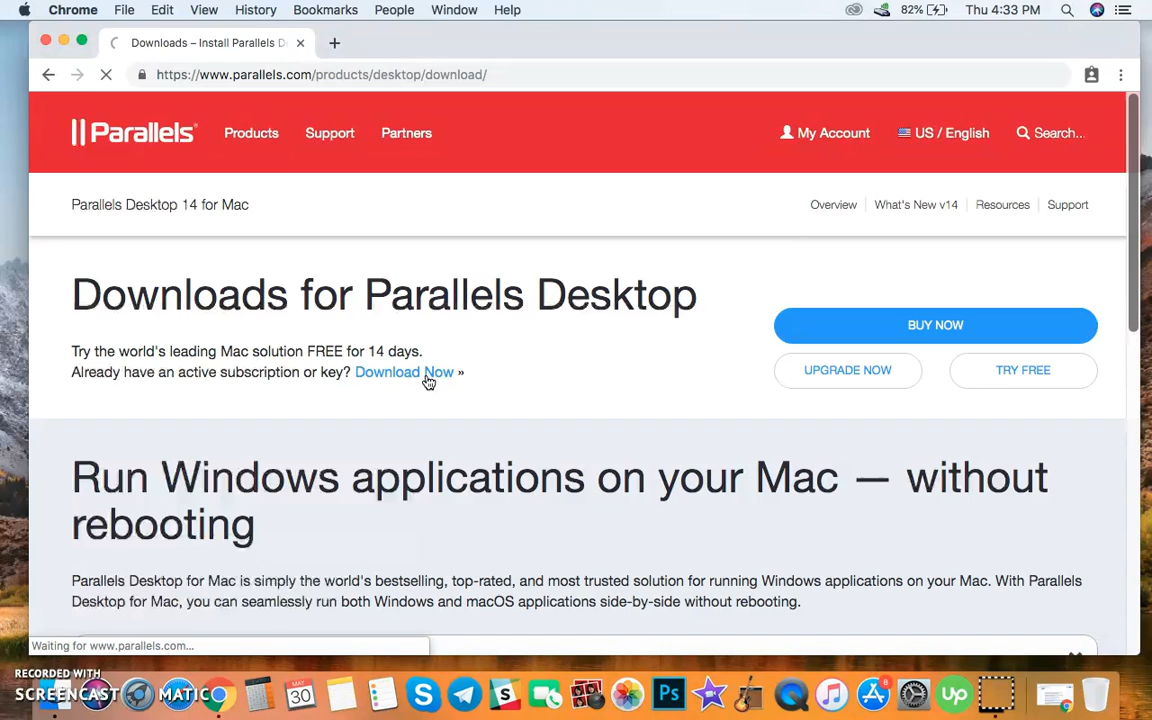 Chrome File Edit View History Bookmarks People Window Help 82% Thu 4:33 PM
Downloads – Install Parallels D
https://www.parallels.com/products/desktop/download/
Parallels Products Support Partners My Account US / English Search...
Parallels Desktop 14 for Mac Overview What's New v14 Resources Support
Downloads for Parallels Desktop
BUY NOW
Try the world's leading Mac solution FREE for 14 days.
Already have an active subscription or key? Download Now »
UPGRADE NOW TRY FREE
Run Windows applications on your Mac — without
rebooting
Parallels Desktop for Mac is simply the world's bestselling, top-rated, and most trusted solution for running Windows applications on your Mac. With Parallels
Desktop for Mac, you can seamlessly run both Windows and macOS applications side-by-side without rebooting.
Waiting for www.parallels.com...
RECORDED WITH
SCREENCAST MATIC
30
Ps
Up
8